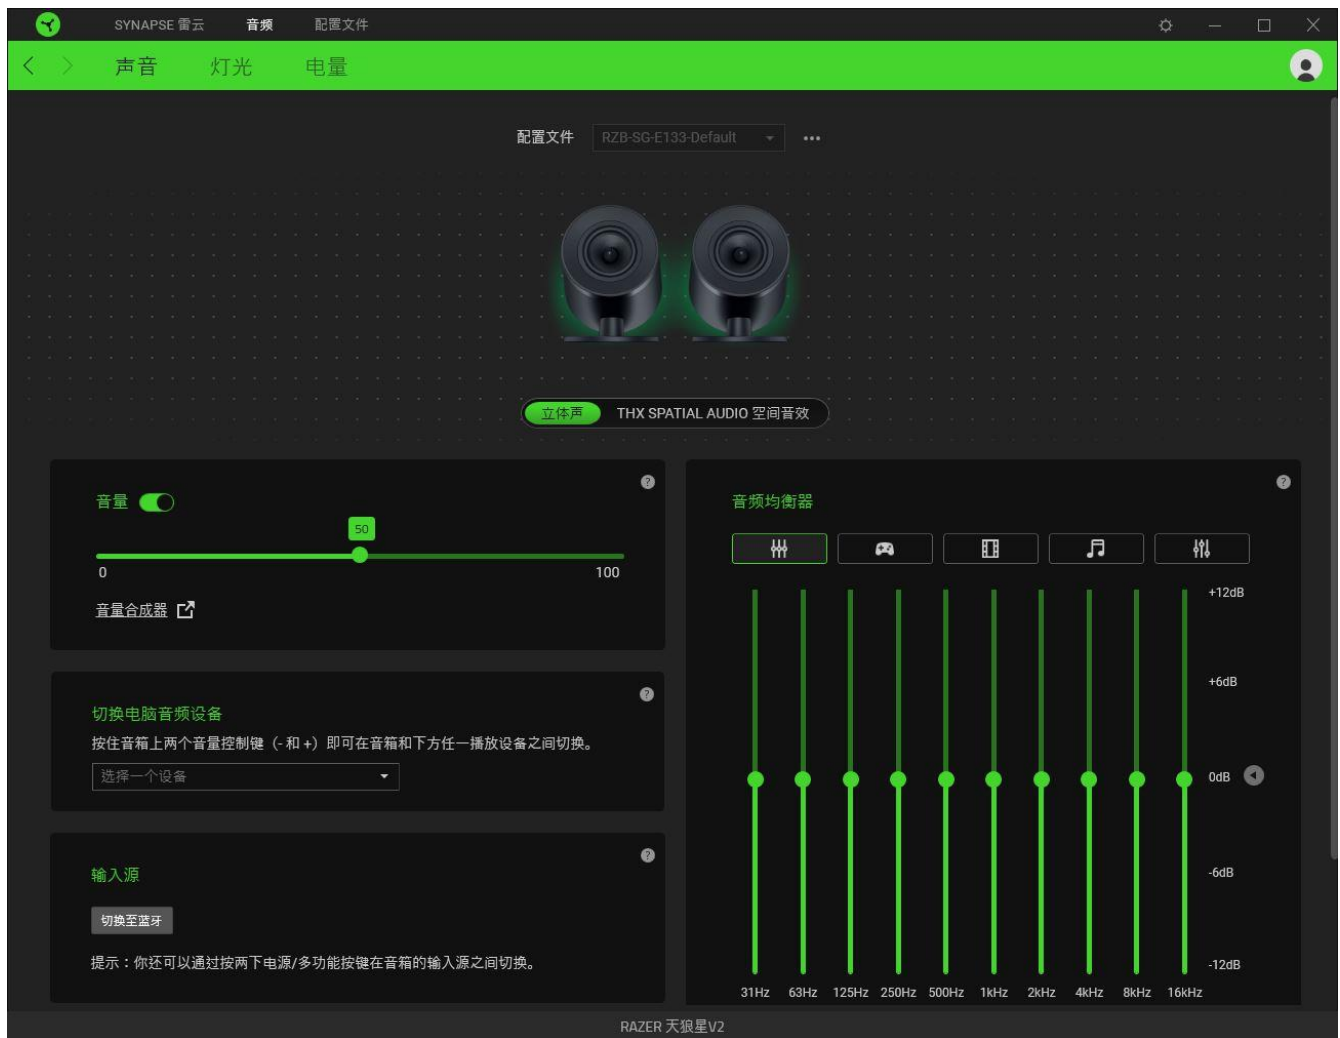 SYNAPSE 雷云 音频 配置文件
声音 灯光 电量
配置文件 RZB-SG-E133-Default
立体声 THX SPATIAL AUDIO 空间音效
音量
50
0 100
音量合成器
切换电脑音频设备
按住音箱上两个音量控制键（- 和 +）即可在音箱和下方任一播放设备之间切换。
选择一个设备
输入源
切换至蓝牙
提示：你还可以通过按两下电源/多功能按键在音箱的输入源之间切换。
音频均衡器
+12dB
+6dB
0dB
-6dB
-12dB
31Hz 63Hz 125Hz 250Hz 500Hz 1kHz 2kHz 4kHz 8kHz 16kHz
RAZER 天狼星V2